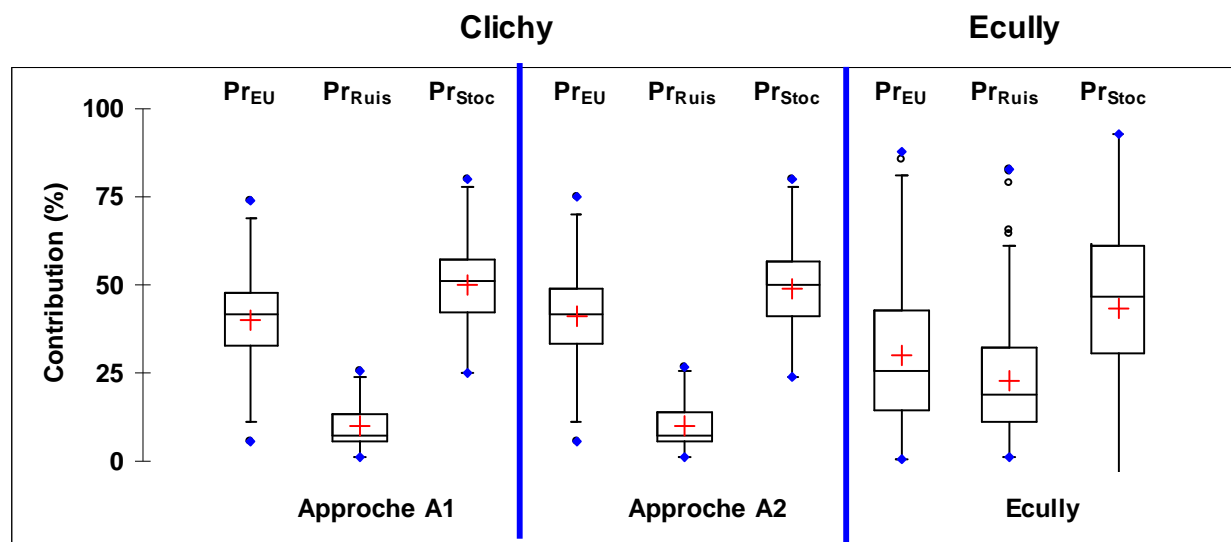 Clichy Ecully
Pr_EU Pr_Ruis Pr_Stoc Pr_EU Pr_Ruis Pr_Stoc Pr_EU Pr_Ruis Pr_Stoc
100
75
50
25
0
Contribution (%)
Approche A1 Approche A2 Ecully